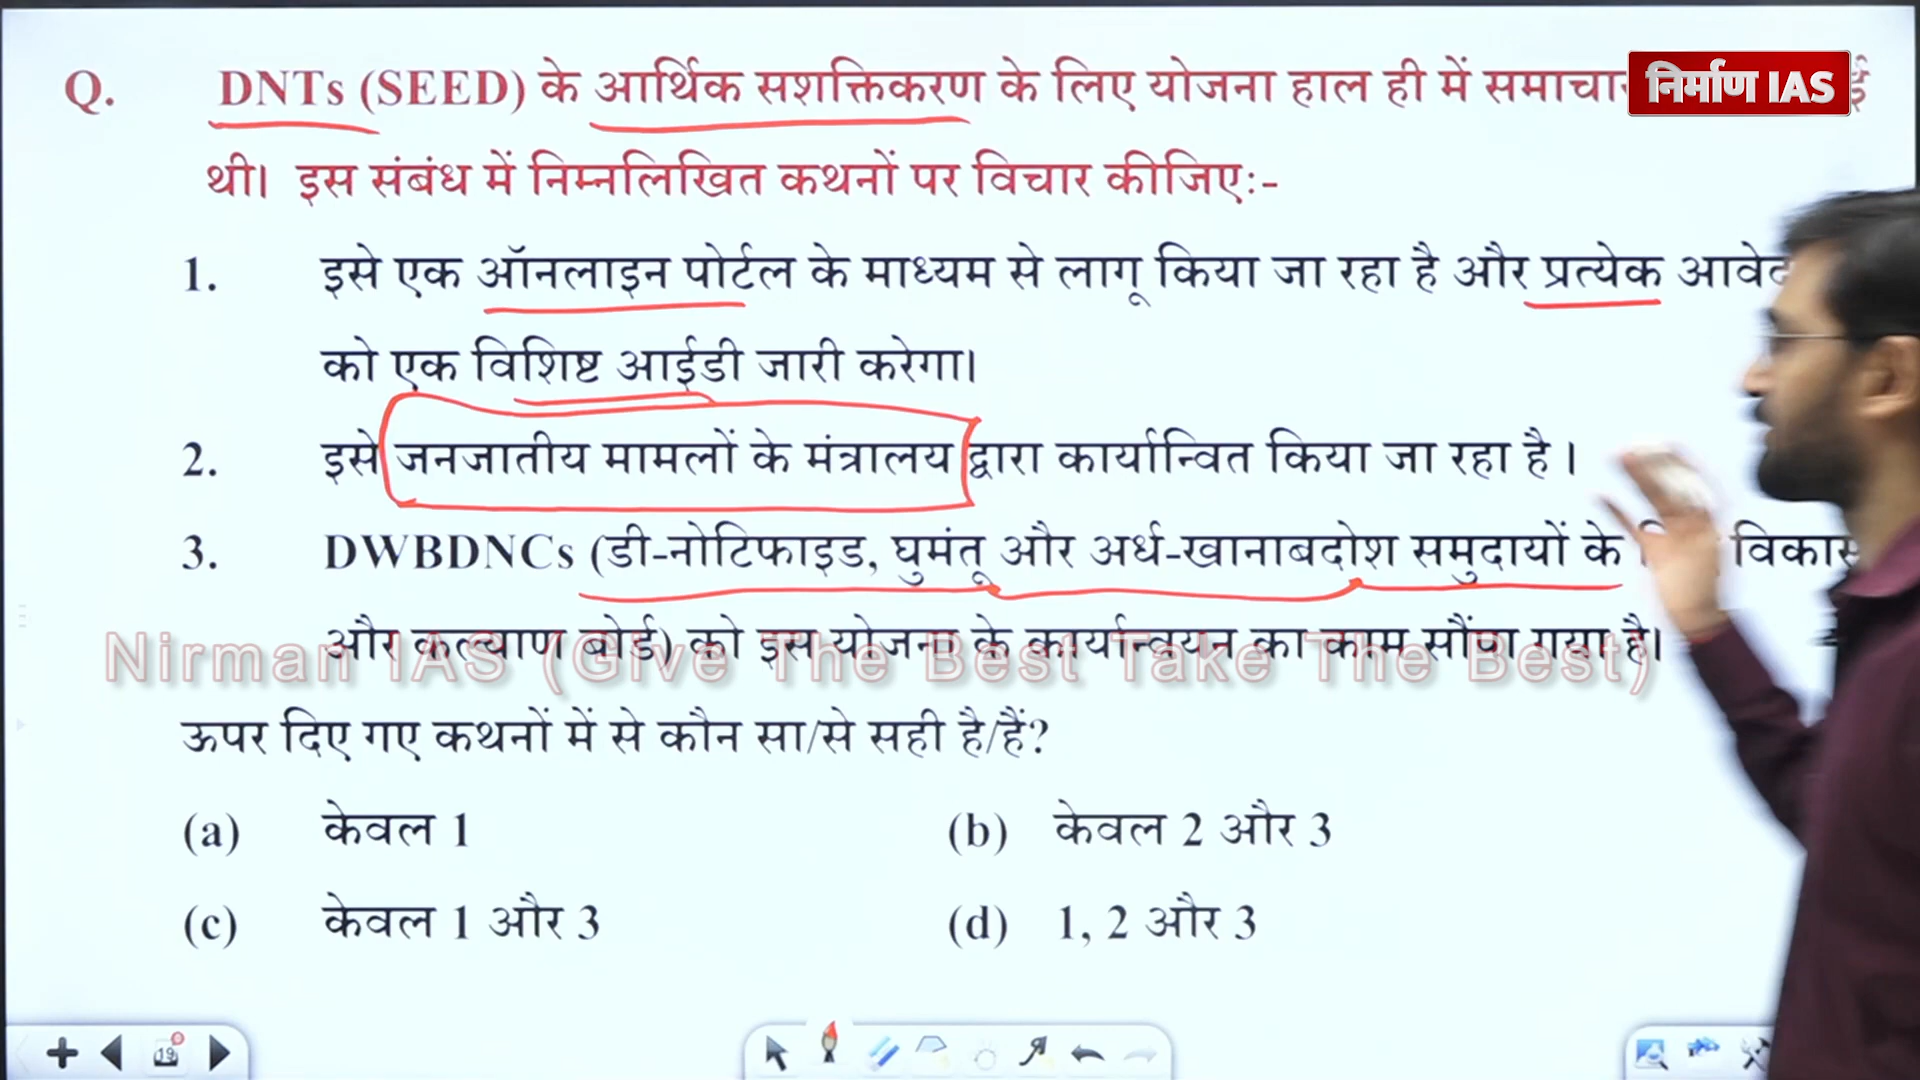 निर्माण IAS
Q. DNTs (SEED) के आर्थिक सशक्तिकरण के लिए योजना हाल ही में
थी। इस संबंध में निम्नलिखित कथनों पर विचार कीजिए:-
1. इसे एक ऑनलाइन पोर्टल के माध्यम से लागू किया जा रहा है और प्रत्येक
को एक विशिष्ट आईडी जारी करेगा।
2. इसे जनजातीय मामलों के मंत्रालय द्वारा कार्यान्वित किया जा रहा है ।
3. DWBDNCs (डी-नोटिफाइड, घुमंतू और अर्ध-खानाबदोश समुदायों के
और कल्याण बोर्ड) को इस योजना के कार्यान्वयन का काम सौंपा गया है।
Nirman IAS (Give The Best Take The Best)
ऊपर दिए गए कथनों में से कौन सा/से सही है/हैं?
(a) केवल 1 (b) केवल 2 और 3
(c) केवल 1 और 3 (d) 1, 2 और 3
19